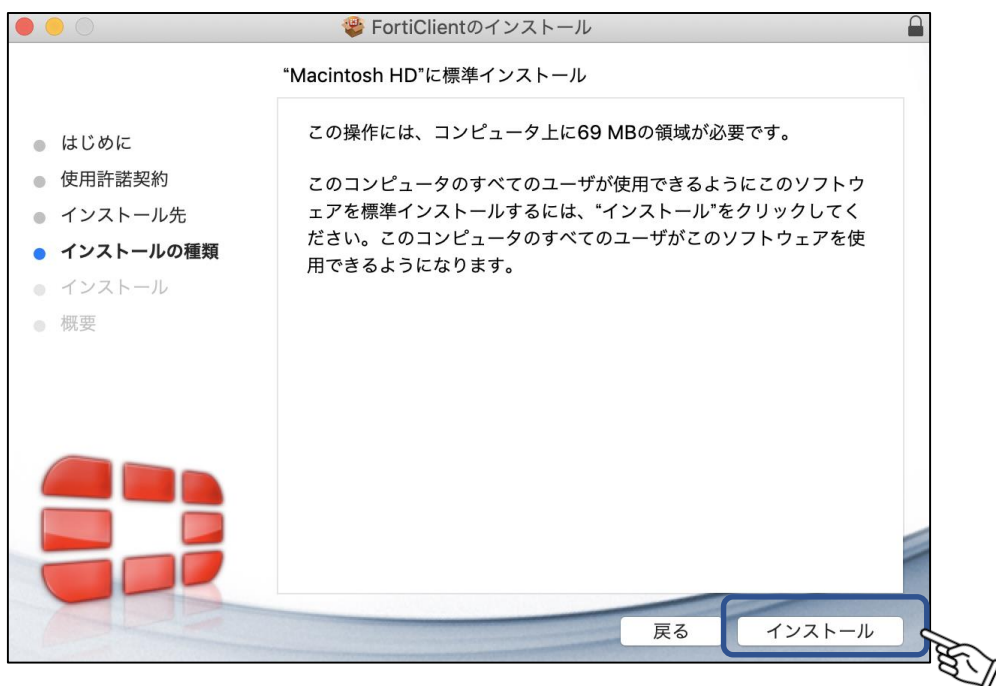 FortiClientのインストール
“Macintosh HD”に標準インストール
はじめに
使用許諾契約
インストール先
インストールの種類
インストール
概要
この操作には、コンピュータ上に69 MBの領域が必要です。
このコンピュータのすべてのユーザが使用できるようにこのソフトウ
ェアを標準インストールするには、“インストール”をクリックしてく
ださい。このコンピュータのすべてのユーザがこのソフトウェアを使
用できるようになります。
戻る
インストール